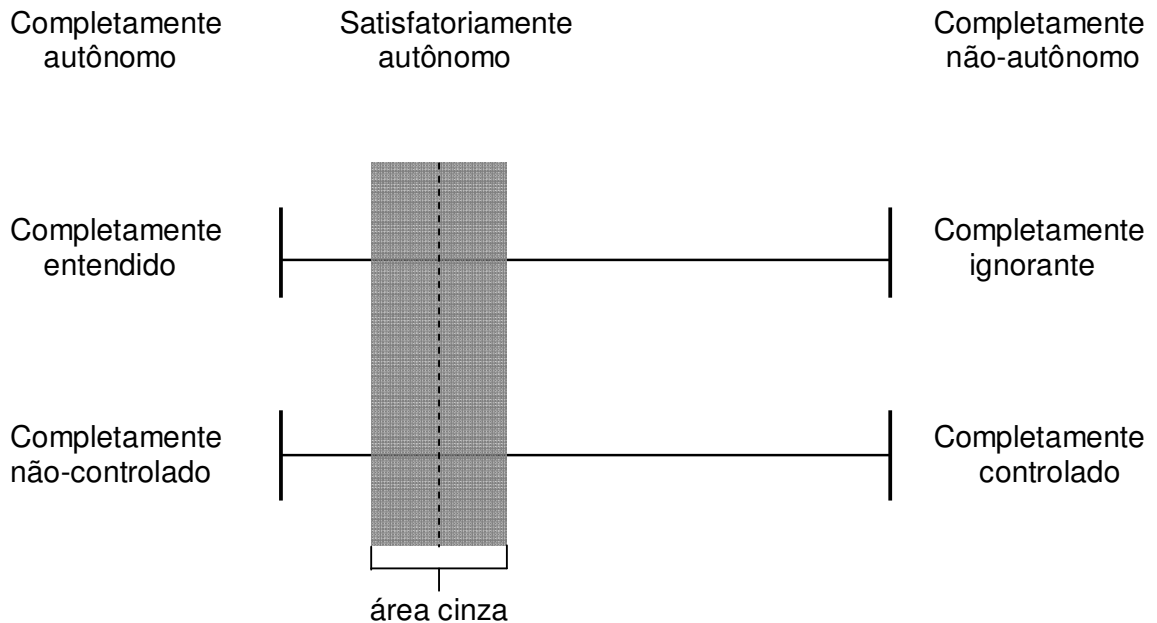 Completamente
autônomo
Satisfatoriamente
autônomo
Completamente
não-autônomo
Completamente
entendido
Completamente
ignorante
Completamente
não-controlado
Completamente
controlado
área cinza